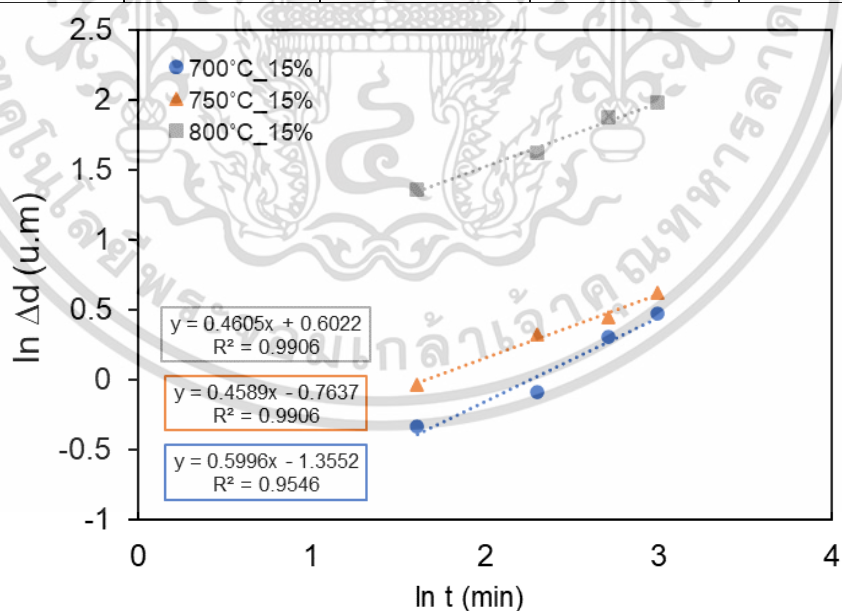 2.5
2
1.5
1
0.5
0
-0.5
-1
ln Δd (u.m)
700°C_15%
750°C_15%
800°C_15%
y = 0.4605x + 0.6022
R² = 0.9906
y = 0.4589x - 0.7637
R² = 0.9906
y = 0.5996x - 1.3552
R² = 0.9546
0 1 2 3 4
ln t (min)